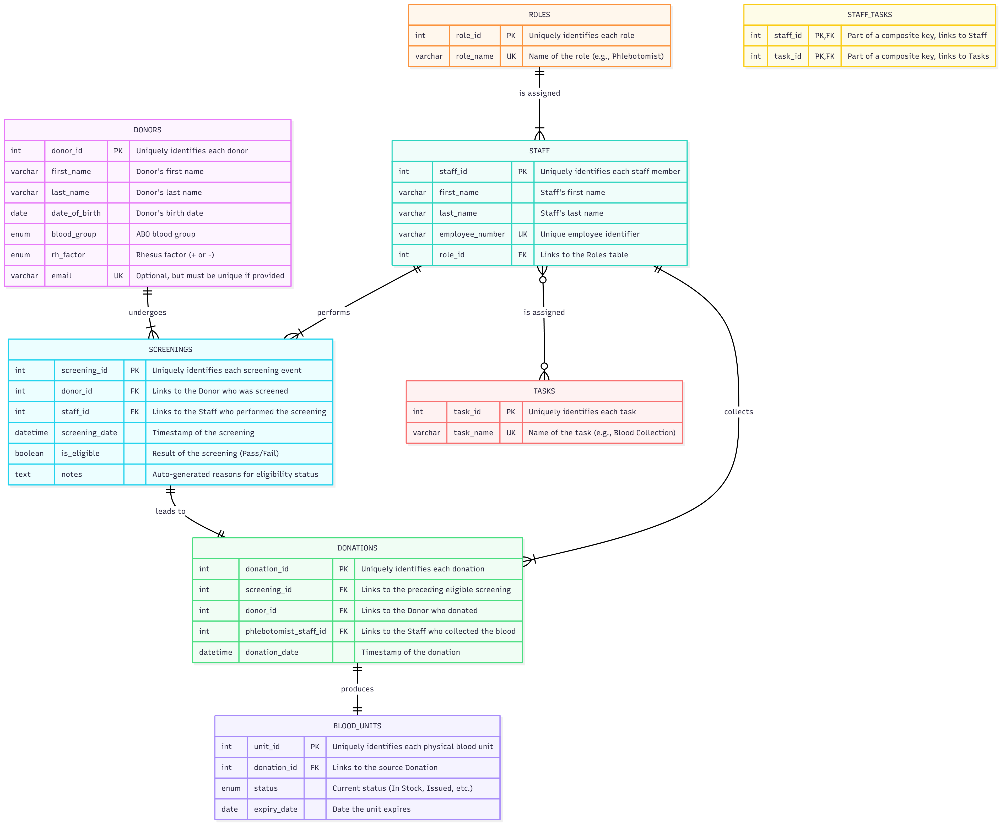 ROLES
int role_id PK Uniquely identifies each role
varchar role_name UK Name of the role (e.g., Phlebotomist)
STAFF_TASKS
int staff_id PK,FK Part of a composite key, links to Staff
int task_id PK,FK Part of a composite key, links to Tasks
is assigned
DONORS
int donor_id PK Uniquely identifies each donor
varchar first_name Donor's first name
varchar last_name Donor's last name
date date_of_birth Donor's birth date
enum blood_group ABO blood group
enum rh_factor Rhesus factor (+ or -)
varchar email UK Optional, but must be unique if provided
STAFF
int staff_id PK Uniquely identifies each staff member
varchar first_name Staff's first name
varchar last_name Staff's last name
varchar employee_number UK Unique employee identifier
int role_id FK Links to the Roles table
undergoes
performs
is assigned
collects
SCREENINGS
int screening_id PK Uniquely identifies each screening event
int donor_id FK Links to the Donor who was screened
int staff_id FK Links to the Staff who performed the screening
datetime screening_date Timestamp of the screening
boolean is_eligible Result of the screening (Pass/Fail)
text notes Auto-generated reasons for eligibility status
TASKS
int task_id PK Uniquely identifies each task
varchar task_name UK Name of the task (e.g., Blood Collection)
leads to
DONATIONS
int donation_id PK Uniquely identifies each donation
int screening_id FK Links to the preceding eligible screening
int donor_id FK Links to the Donor who donated
int phlebotomist_staff_id FK Links to the Staff who collected the blood
datetime donation_date Timestamp of the donation
produces
BLOOD_UNITS
int unit_id PK Uniquely identifies each physical blood unit
int donation_id FK Links to the source Donation
enum status Current status (In Stock, Issued, etc.)
date expiry_date Date the unit expires